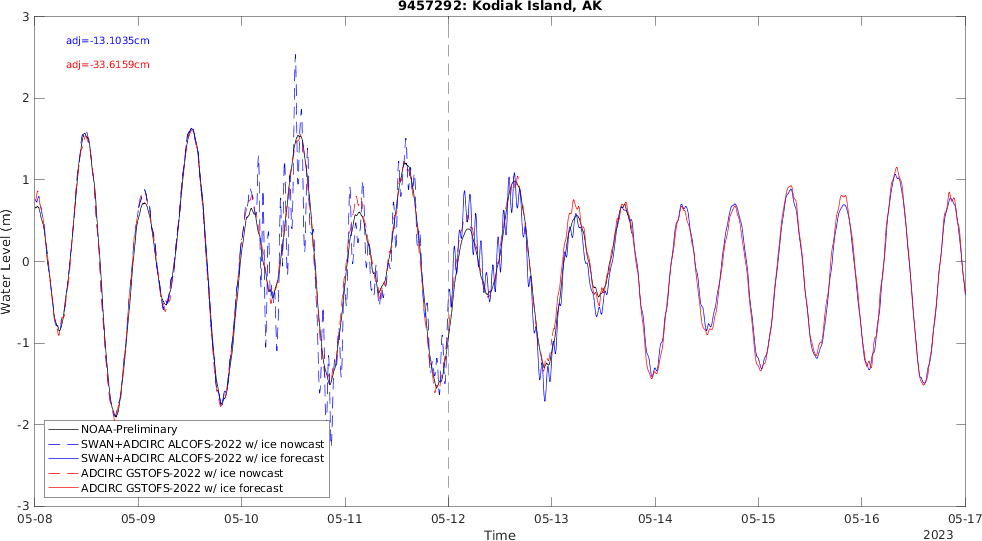 9457292: Kodiak Island, AK
adj=-13.1035cm
adj=-33.6159cm
Water Level (m)
3
2
1
0
-1
-2
-3
NOAA-Preliminary
SWAN+ADCIRC ALCOFS-2022 w/ ice nowcast
SWAN+ADCIRC ALCOFS-2022 w/ ice forecast
ADCIRC GSTOFS-2022 w/ ice nowcast
ADCIRC GSTOFS-2022 w/ ice forecast
05-08 05-09 05-10 05-11 05-12 05-13 05-14 05-15 05-16 05-17
Time
2023